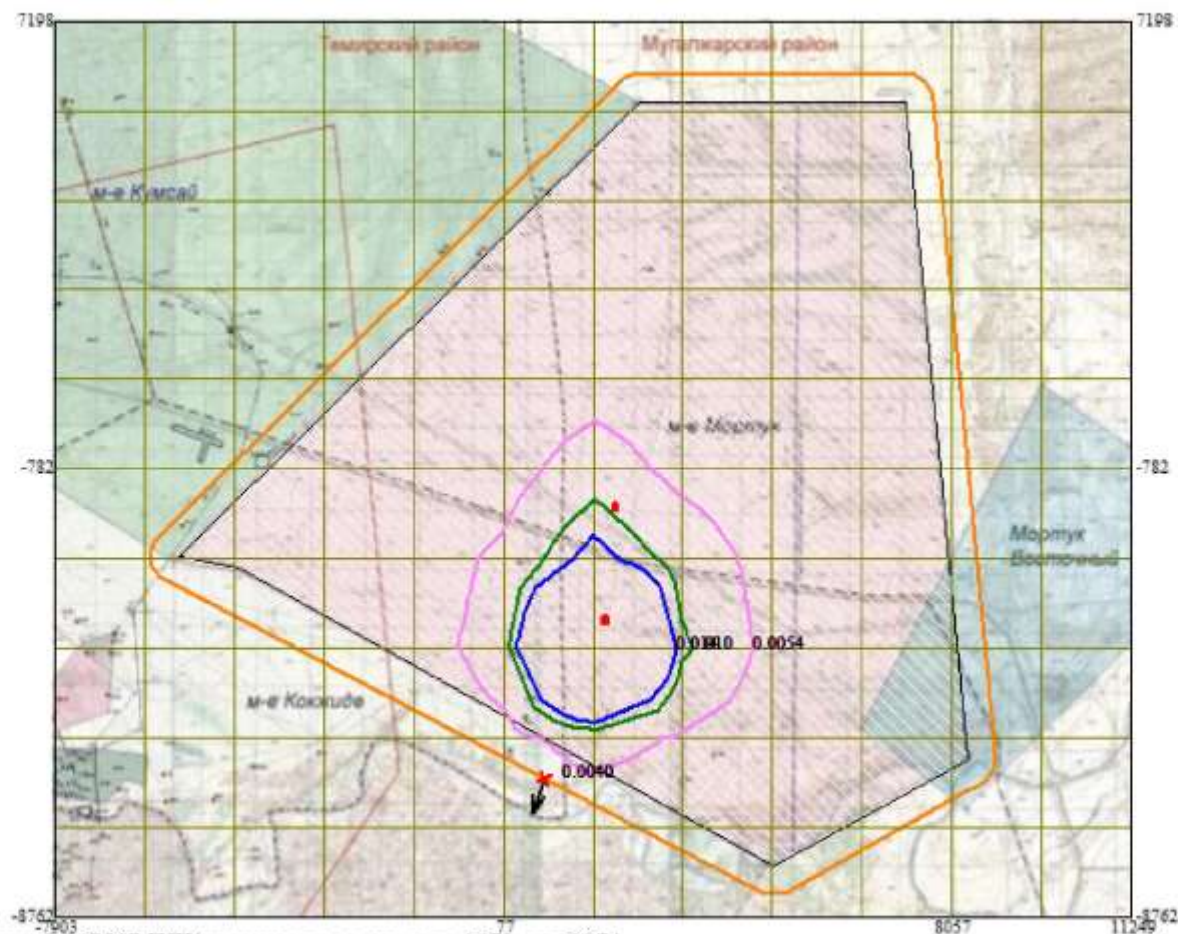 7198
7198
Темирский район
Мугалжарский район
м-е Кумсай
м-е Мортук
-782
-782
Мортук
Восточный
0.0054
м-е Кокжиде
0.0040
-8762
-8762
-7903
77
8057
11249